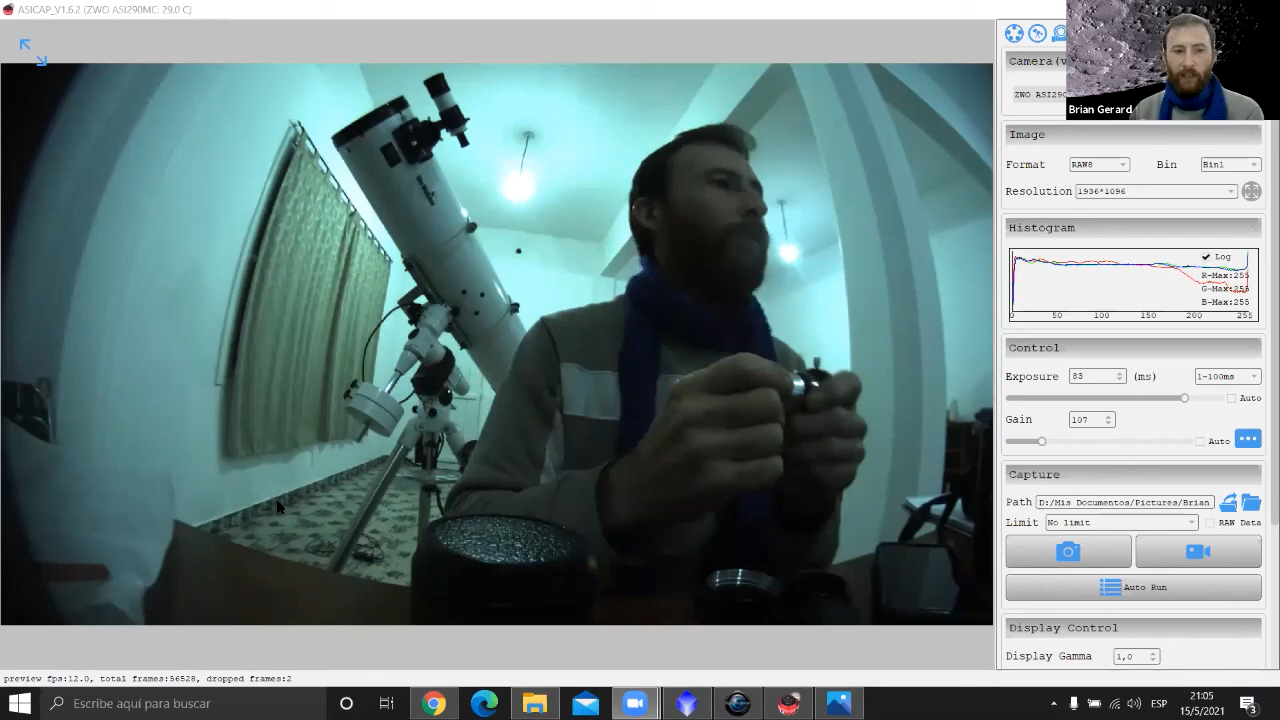 ASICAP_V1.6.2 (ZWO ASI290MC: 29.0 C)
Brian Gerard
Camera(v
ZWO ASI290
Image
Format RAW8 Bin Bin1
Resolution 1936*1096
Histogram
Log
R-Max:255
G-Max:255
B-Max:255
0 50 100 150 200 255
Control
Exposure 83 (ms) 1-100ms
Auto
Gain 107
Auto
Capture
Path D:/Mis Documentos/Pictures/Brian
Limit No limit RAW Data
Auto Run
Display Control
Display Gamma 1,0
preview fps:12.0, total frames:56528, dropped frames:2
Escribe aquí para buscar
ESP
21:05
15/5/2021
3